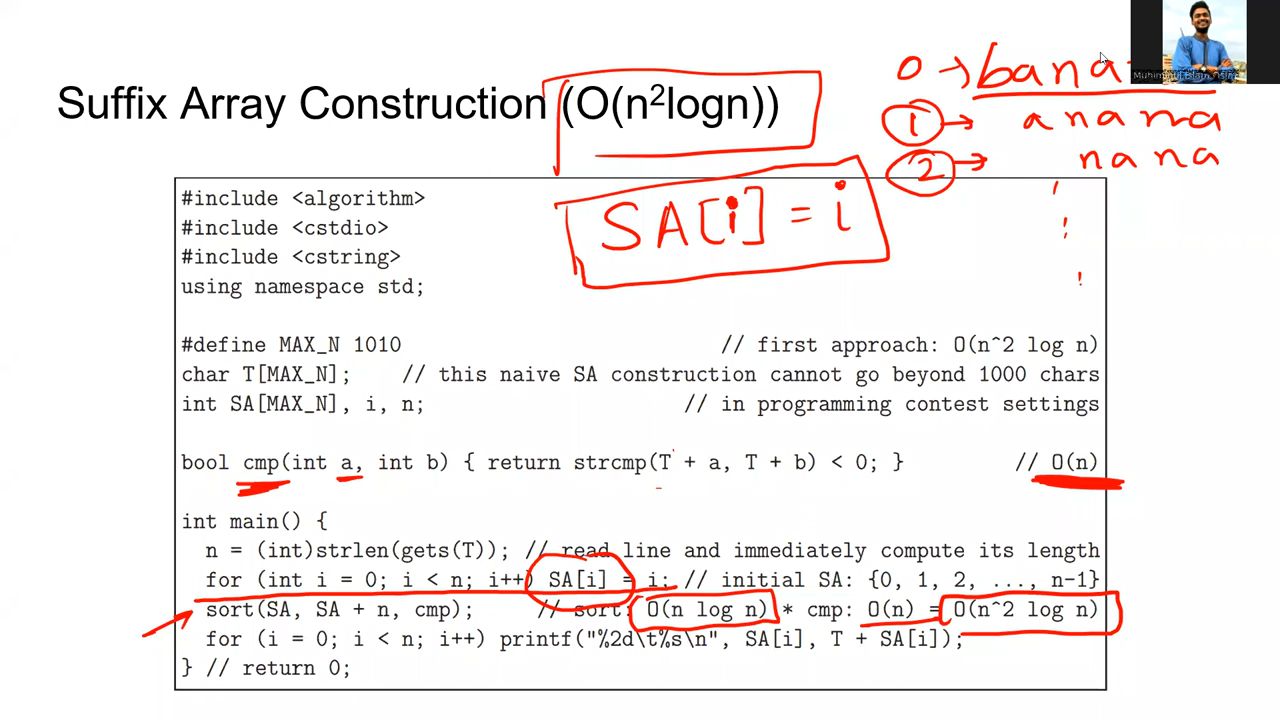 Suffix Array Construction (O(n²logn))
0 → bana
1 → anana
2 → nana
SA[i] = i
#include <algorithm>
#include <cstdio>
#include <cstring>
using namespace std;
#define MAX_N 1010 // first approach: O(n^2 log n)
char T[MAX_N]; // this naive SA construction cannot go beyond 1000 chars
int SA[MAX_N], i, n; // in programming contest settings
bool cmp(int a, int b) { return strcmp(T + a, T + b) < 0; } // O(n)
int main() {
n = (int)strlen(gets(T)); // read line and immediately compute its length
for (int i = 0; i < n; i++) SA[i] = i; // initial SA: {0, 1, 2, ..., n-1}
sort(SA, SA + n, cmp); // sort: O(n log n) * cmp: O(n) = O(n^2 log n)
for (i = 0; i < n; i++) printf("%2d\t%s\n", SA[i], T + SA[i]);
} // return 0;